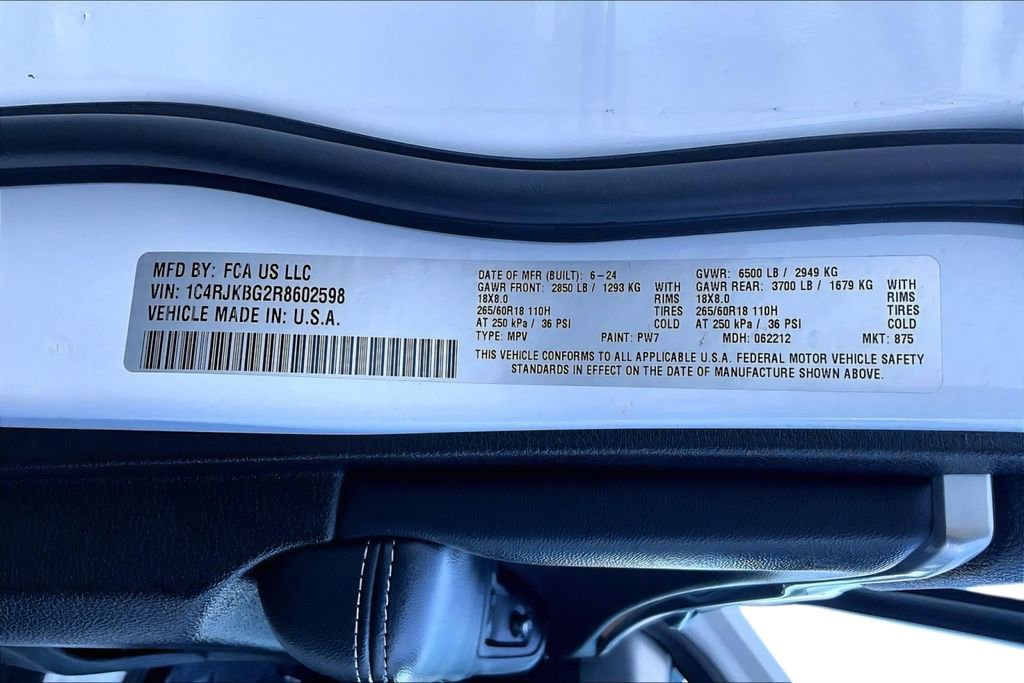 MFD BY: FCA US LLC
VIN: 1C4RJKBG2R8602598
VEHICLE MADE IN: U.S.A.
DATE OF MFR (BUILT): 6-24
GAWR FRONT: 2850 LB / 1293 KG WITH
18X8.0 RIMS
265/60R18 110H TIRES
AT 250 kPa / 36 PSI COLD
TYPE: MPV PAINT: PW7
GVWR: 6500 LB / 2949 KG
GAWR REAR: 3700 LB / 1679 KG WITH
18X8.0 RIMS
265/60R18 110H TIRES
AT 250 kPa / 36 PSI COLD
MDH: 062212 MKT: 875
THIS VEHICLE CONFORMS TO ALL APPLICABLE U.S.A. FEDERAL MOTOR VEHICLE SAFETY
STANDARDS IN EFFECT ON THE DATE OF MANUFACTURE SHOWN ABOVE.